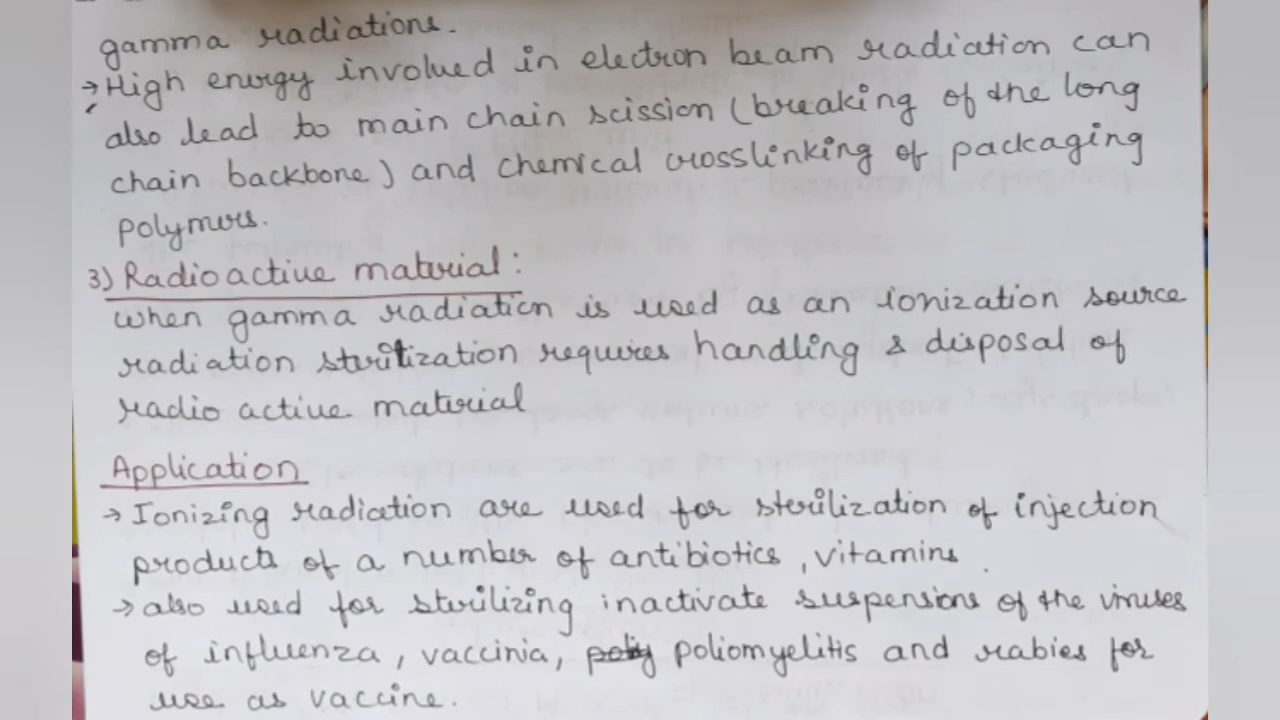 gamma radiations.
→ High energy involved in electron beam radiation can
also lead to main chain scission (breaking of the long
chain backbone) and chemical crosslinking of packaging
polymers.
3) Radioactive material:
when gamma radiation is used as an ionization source
radiation sterilization requires handling & disposal of
radio active material
Application
→ Ionizing radiation are used for sterilization of injection
products of a number of antibiotics, vitamins
→ also used for sterilizing inactivate suspensions of the viruses
of influenza, vaccinia, poliomyelitis and rabies for
use as vaccine.